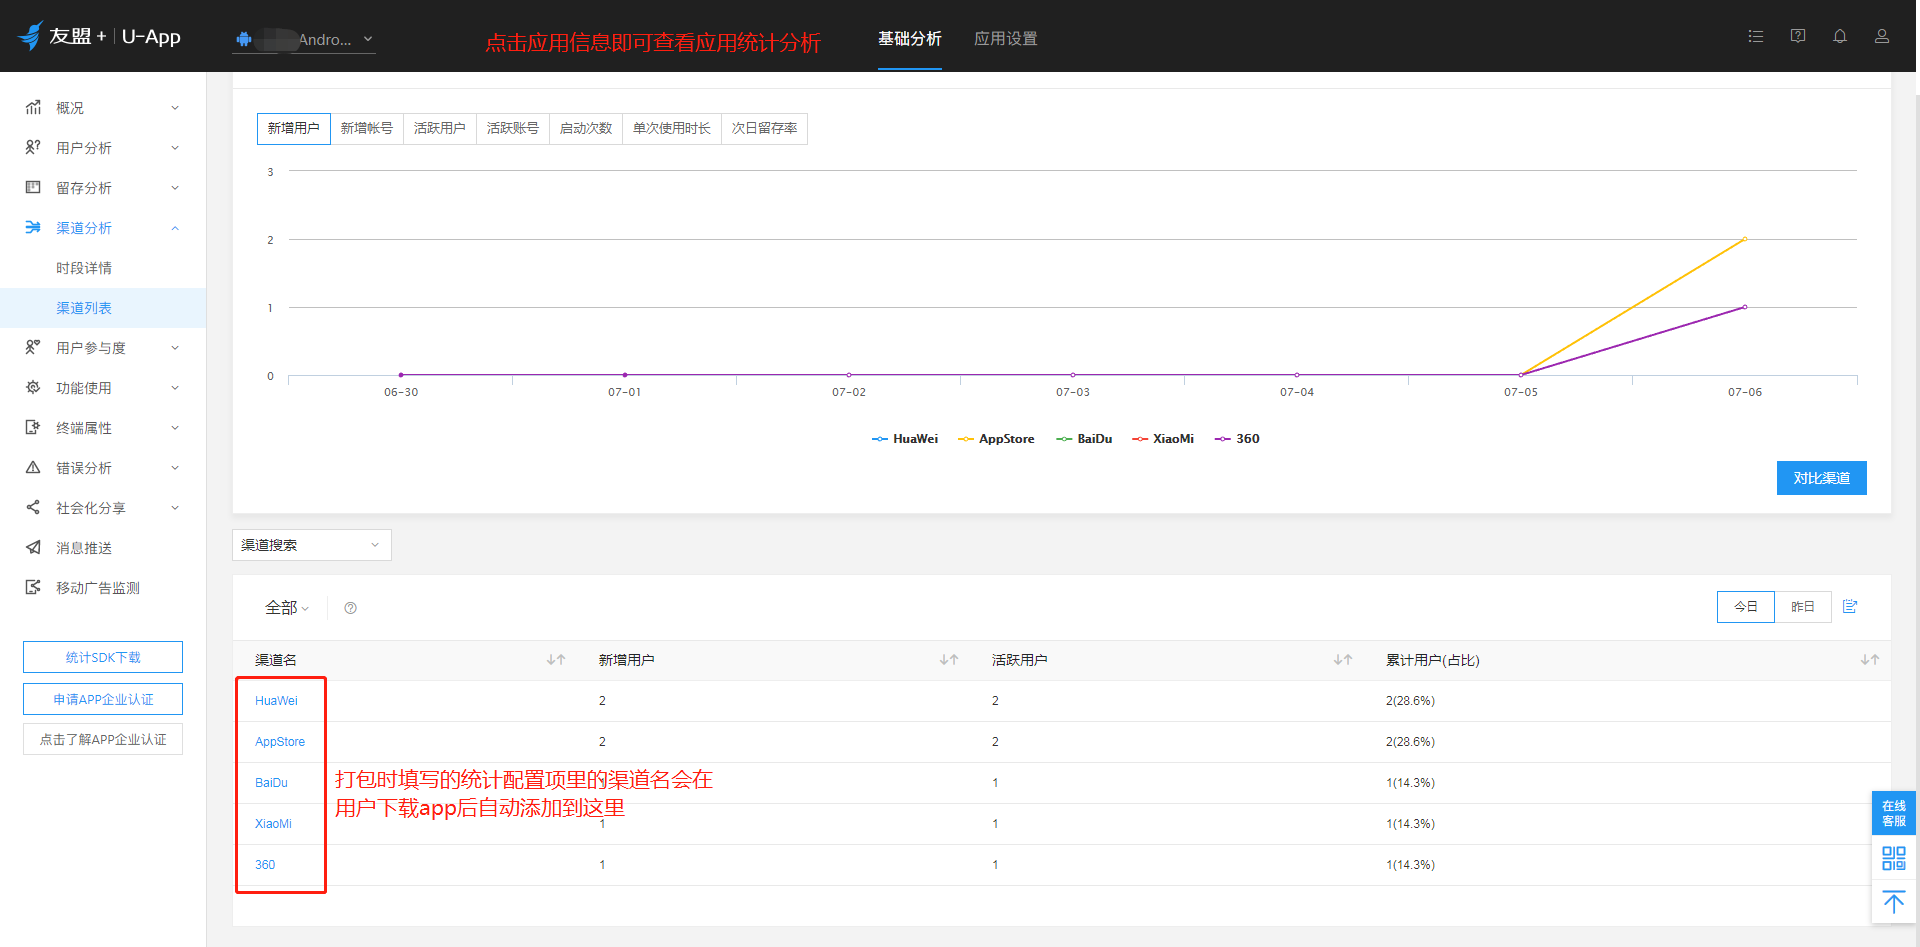 友盟+ U-App
Andro...
点击应用信息即可查看应用统计分析
基础分析
应用设置
概况
用户分析
留存分析
渠道分析
时段详情
渠道列表
用户参与度
功能使用
终端属性
错误分析
社会化分享
消息推送
移动广告监测
统计SDK下载
申请APP企业认证
点击了解APP企业认证
新增用户 新增帐号 活跃用户 活跃账号 启动次数 单次使用时长 次日留存率
3
2
1
0
06-30 07-01 07-02 07-03 07-04 07-05 07-06
HuaWei AppStore BaiDu XiaoMi 360
对比渠道
渠道搜索
全部
今日 昨日
渠道名 新增用户 活跃用户 累计用户(占比)
HuaWei 2 2 2(28.6%)
AppStore 2 2 2(28.6%)
BaiDu 1 1(14.3%)
打包时填写的统计配置项里的渠道名会在
用户下载app后自动添加到这里
XiaoMi 1 1 1(14.3%)
360 1 1 1(14.3%)
在线
客服